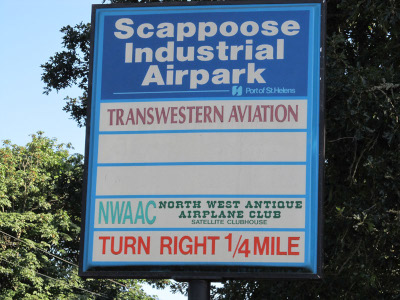 Scappoose
Industrial
Airpark
Port of St Helens
TRANSWESTERN AVIATION
NWAAC NORTH WEST ANTIQUE
AIRPLANE CLUB
SATELLITE CLUBHOUSE
TURN RIGHT 1/4 MILE